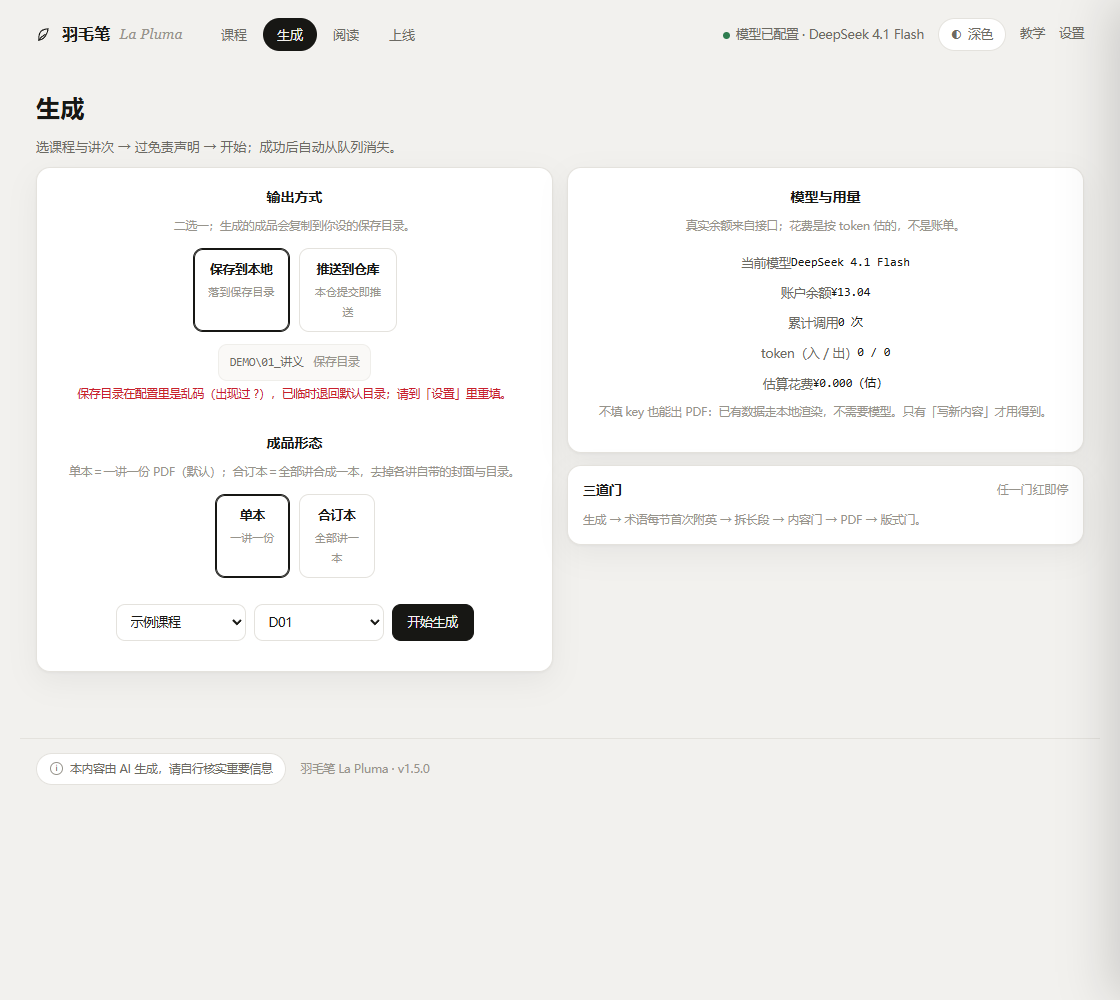 羽毛笔 La Pluma 课程 生成 阅读 上线 模型已配置 · DeepSeek 4.1 Flash 深色 教学 设置
生成
选课程与讲次 → 过免责声明 → 开始；成功后自动从队列消失。
输出方式
二选一；生成的成品会复制到你设的保存目录。
保存到本地
落到保存目录
推送到仓库
本仓提交即推
送
DEMO\01_讲义 保存目录
保存目录在配置里是乱码（出现过 ?），已临时退回默认目录；请到「设置」里重填。
成品形态
单本 = 一讲一份 PDF（默认）；合订本 = 全部讲合成一本，去掉各讲自带的封面与目录。
单本
一讲一份
合订本
全部讲一
本
示例课程 D01 开始生成
模型与用量
真实余额来自接口；花费是按 token 估的，不是账单。
当前模型DeepSeek 4.1 Flash
账户余额¥13.04
累计调用0 次
token（入 / 出）0 / 0
估算花费¥0.000（估）
不填 key 也能出 PDF：已有数据走本地渲染，不需要模型。只有「写新内容」才用得到。
三道门 任一门红即停
生成 → 术语每节首次附英 → 拆长段 → 内容门 → PDF → 版式门。
本内容由 AI 生成，请自行核实重要信息 羽毛笔 La Pluma · v1.5.0